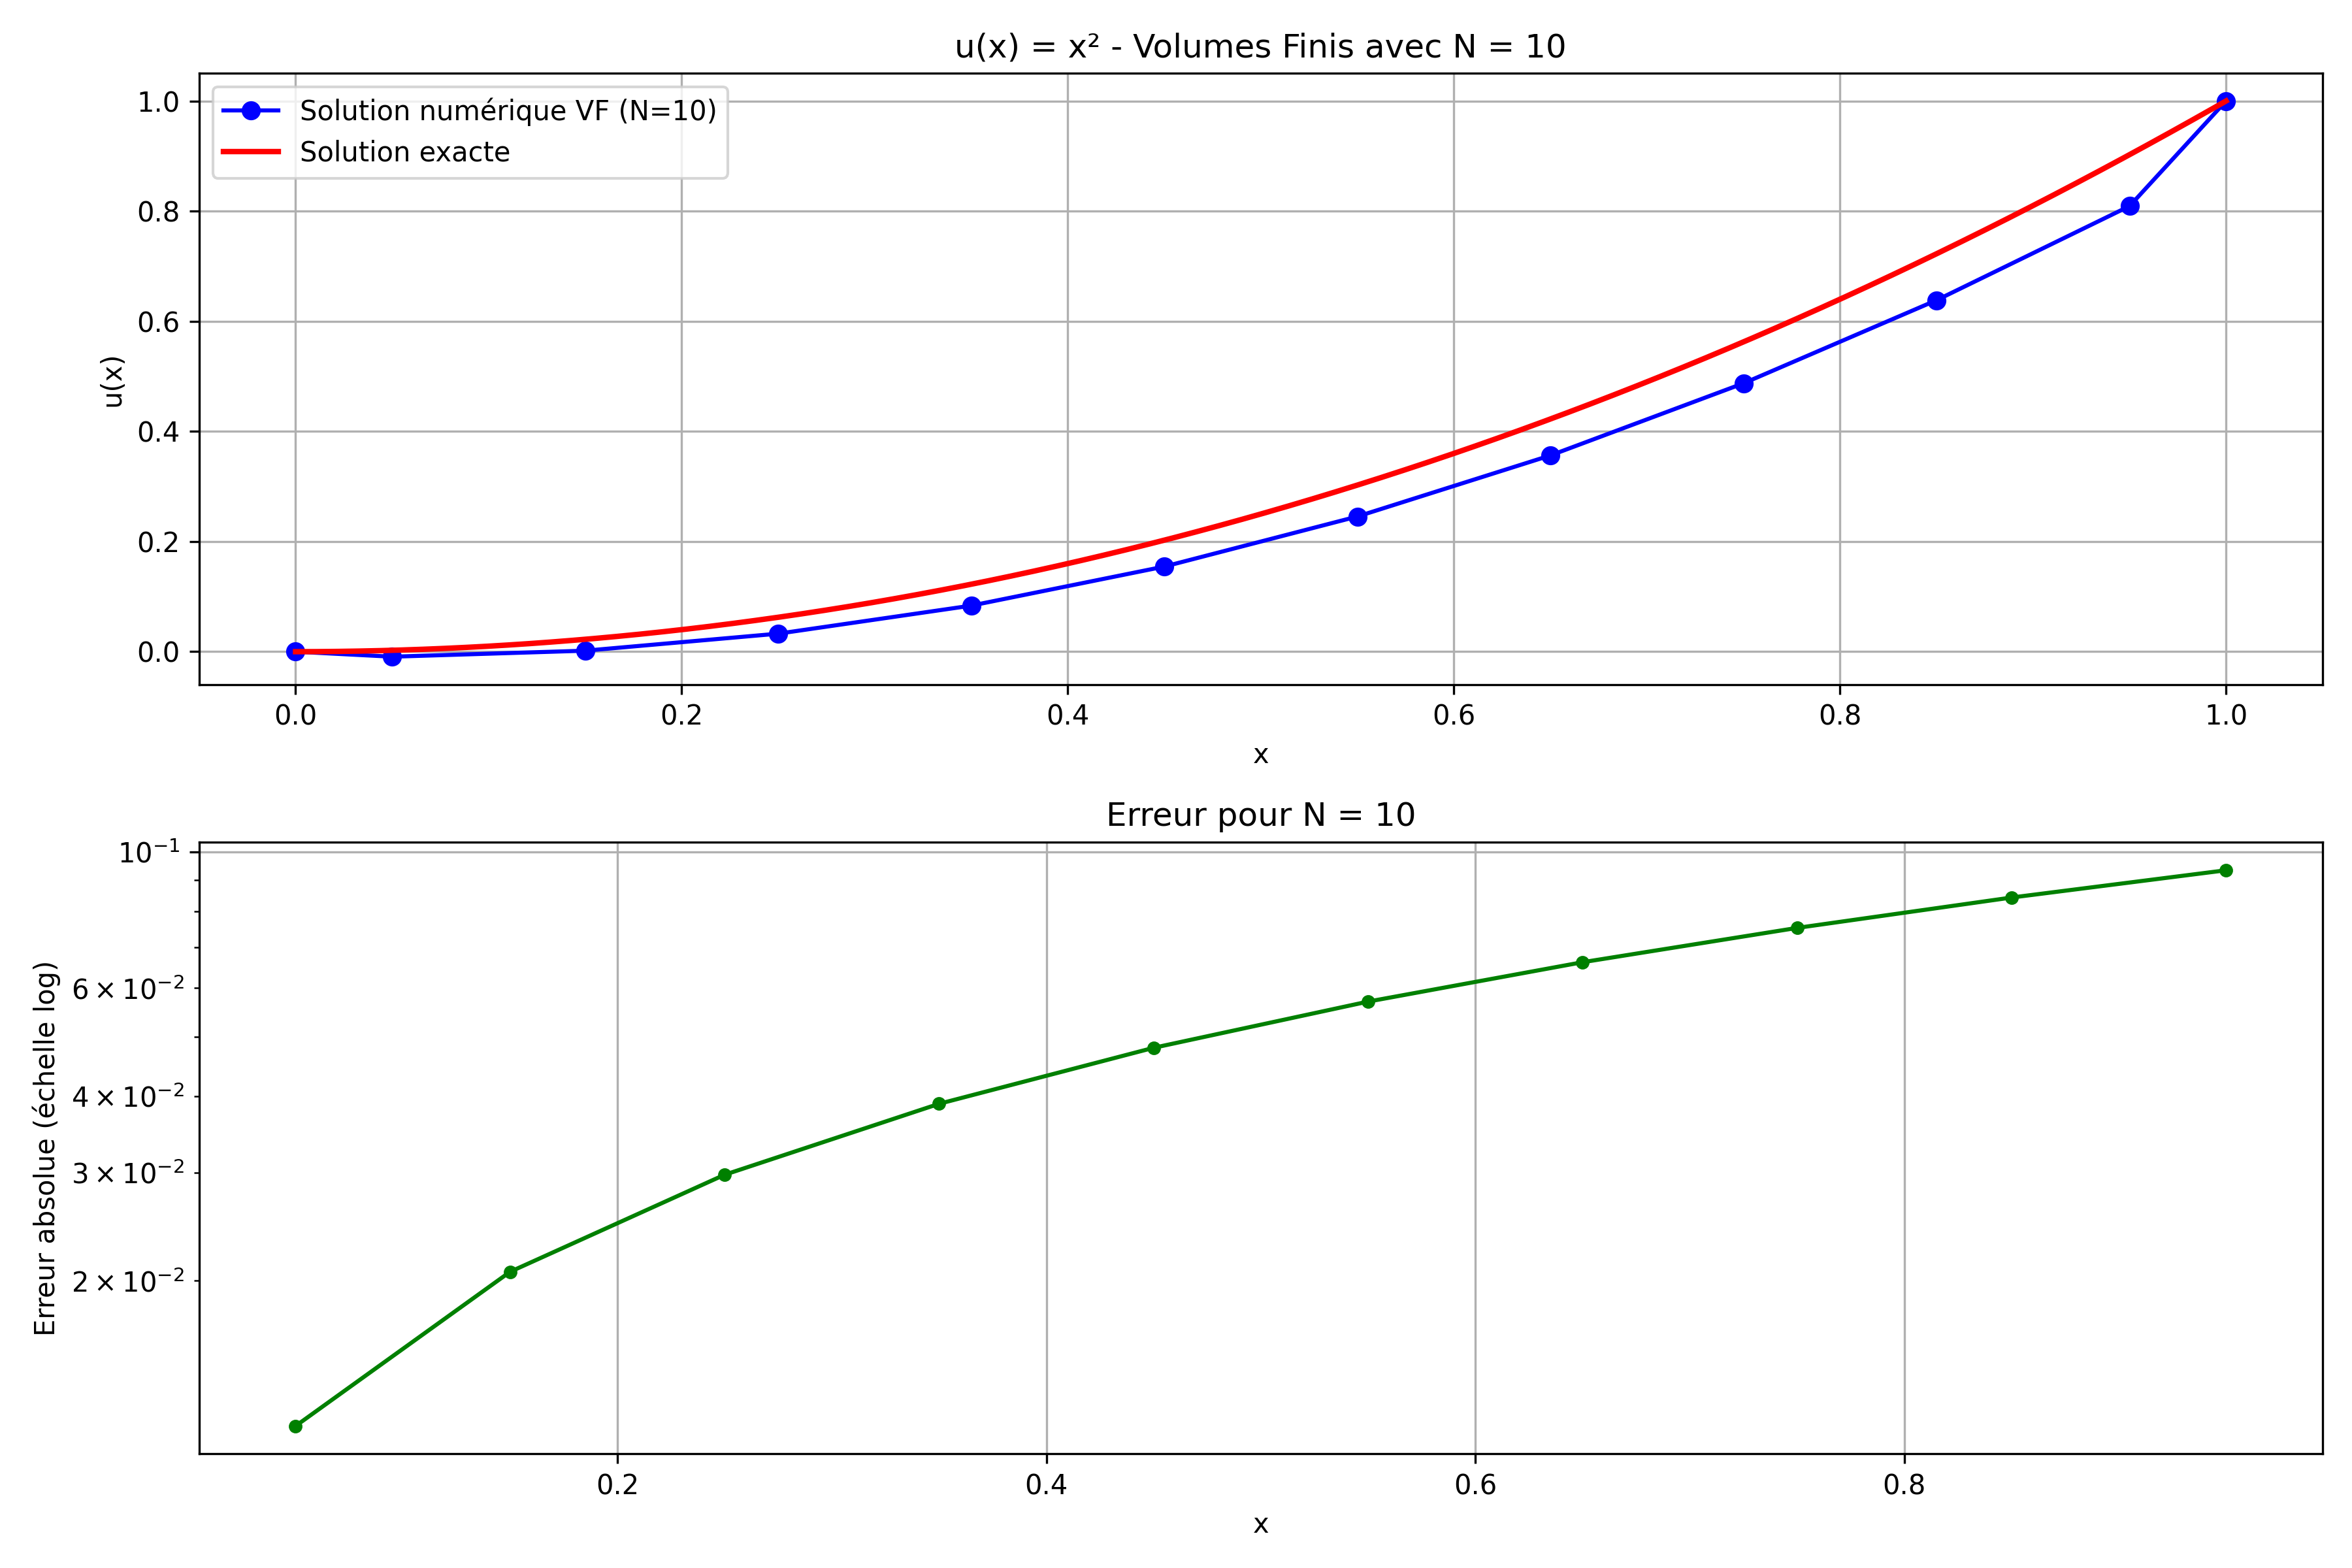 u(x) = x² - Volumes Finis avec N = 10
Solution numérique VF (N=10)
Solution exacte
1.0
0.8
0.6
0.4
0.2
0.0
u(x)
0.0 0.2 0.4 0.6 0.8 1.0
x
Erreur pour N = 10
10⁻¹
6 × 10⁻²
4 × 10⁻²
3 × 10⁻²
2 × 10⁻²
Erreur absolue (échelle log)
0.2 0.4 0.6 0.8
x